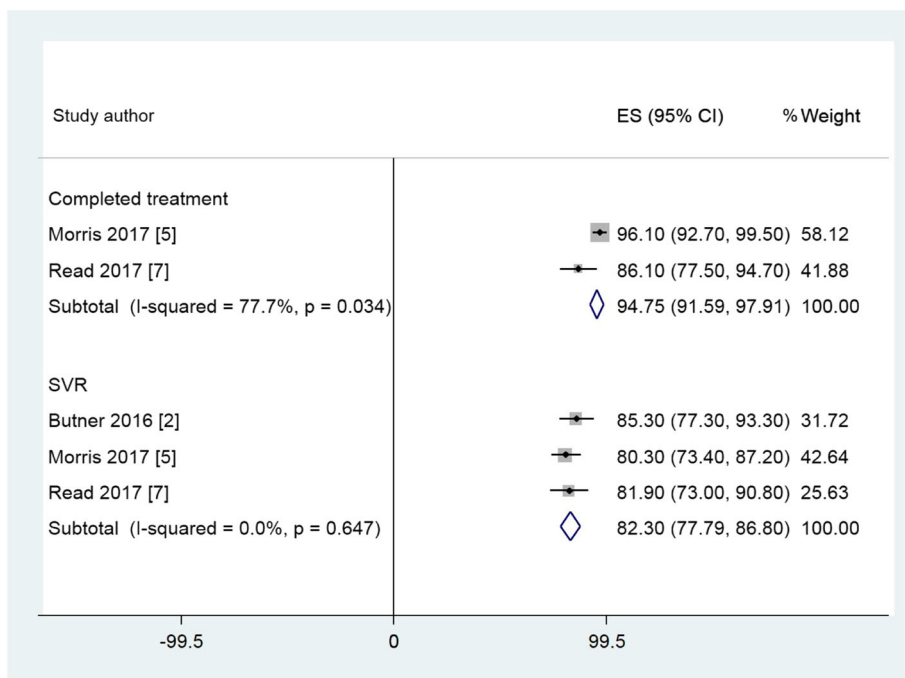 Study author ES (95% CI) % Weight
Completed treatment
Morris 2017 [5] 96.10 (92.70, 99.50) 58.12
Read 2017 [7] 86.10 (77.50, 94.70) 41.88
Subtotal (I-squared = 77.7%, p = 0.034) 94.75 (91.59, 97.91) 100.00
SVR
Butner 2016 [2] 85.30 (77.30, 93.30) 31.72
Morris 2017 [5] 80.30 (73.40, 87.20) 42.64
Read 2017 [7] 81.90 (73.00, 90.80) 25.63
Subtotal (I-squared = 0.0%, p = 0.647) 82.30 (77.79, 86.80) 100.00
-99.5 0 99.5